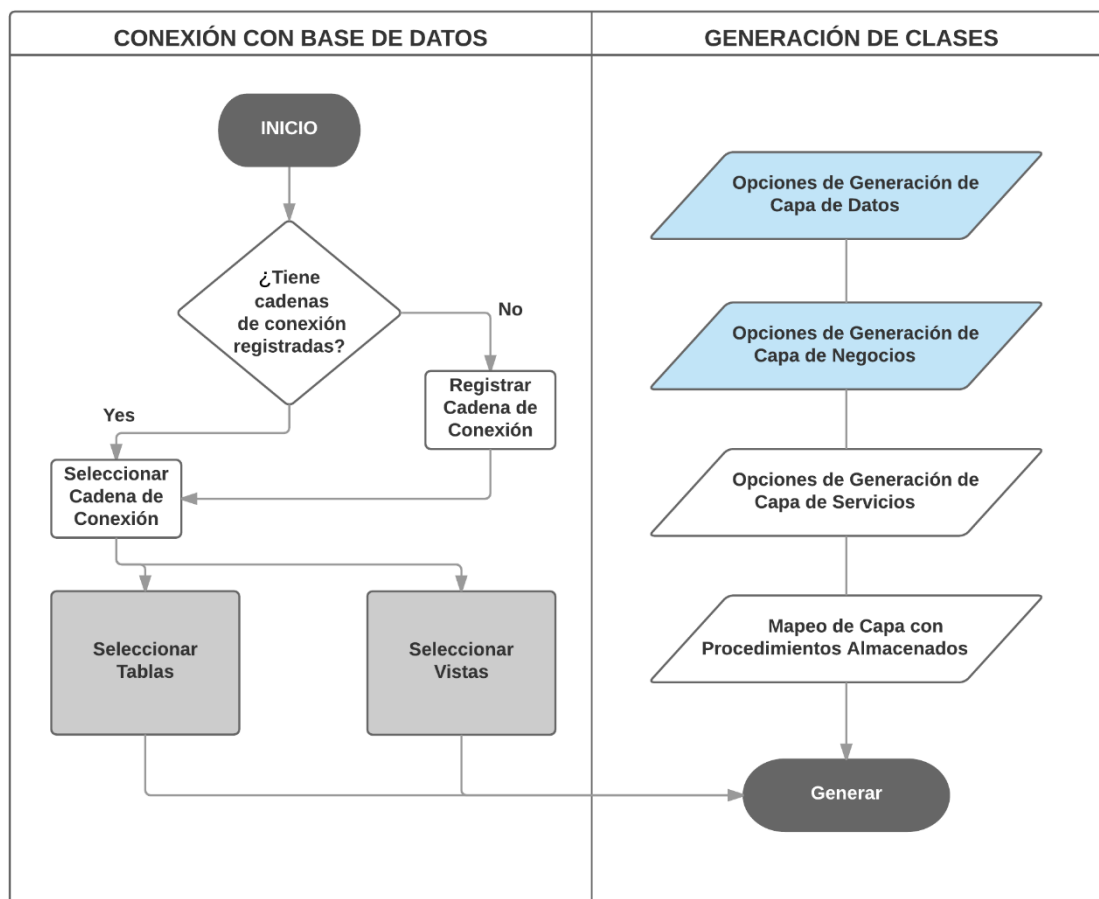 CONEXIÓN CON BASE DE DATOS
GENERACIÓN DE CLASES
INICIO
¿Tiene
cadenas
de conexión
registradas?
No
Yes
Registrar
Cadena de
Conexión
Seleccionar
Cadena de
Conexión
Seleccionar
Tablas
Seleccionar
Vistas
Opciones de Generación de
Capa de Datos
Opciones de Generación de
Capa de Negocios
Opciones de Generación de
Capa de Servicios
Mapeo de Capa con
Procedimientos Almacenados
Generar